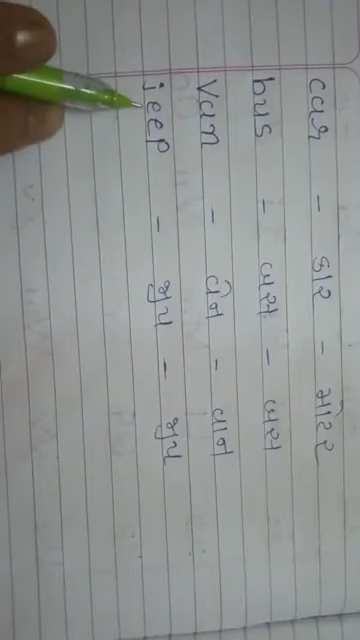 car - કાર - મોટર
bus - બસ - બસ
Van - વેન - વાન
jeep - જીપ - જીપ